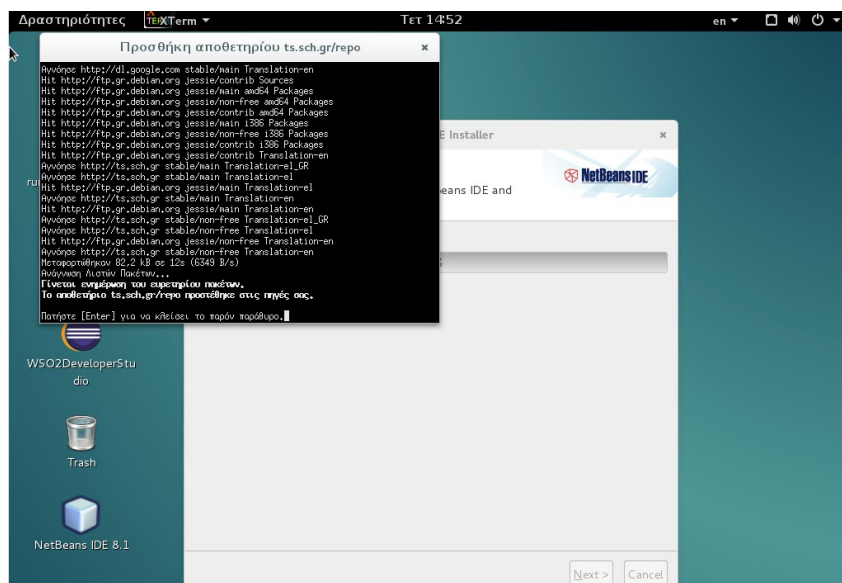 Δραστηριότητες XTerm Τετ 14:52 en
Προσθήκη αποθετηρίου ts.sch.gr/repo ×
Αγνόησε http://dl.google.com stable/main Translation-en
Hit http://ftp.gr.debian.org jessie/contrib Sources
Hit http://ftp.gr.debian.org jessie/main amd64 Packages
Hit http://ftp.gr.debian.org jessie/non-free amd64 Packages
Hit http://ftp.gr.debian.org jessie/contrib amd64 Packages
Hit http://ftp.gr.debian.org jessie/main i386 Packages
Hit http://ftp.gr.debian.org jessie/non-free i386 Packages
Hit http://ftp.gr.debian.org jessie/contrib i386 Packages
Hit http://ftp.gr.debian.org jessie/contrib Translation-en
Αγνόησε http://ts.sch.gr stable/main Translation-el_GR
Αγνόησε http://ts.sch.gr stable/main Translation-el
Hit http://ftp.gr.debian.org jessie/main Translation-el
Αγνόησε http://ts.sch.gr stable/main Translation-en
Hit http://ftp.gr.debian.org jessie/main Translation-en
Αγνόησε http://ts.sch.gr stable/non-free Translation-el_GR
Αγνόησε http://ts.sch.gr stable/non-free Translation-el
Hit http://ftp.gr.debian.org jessie/non-free Translation-en
Αγνόησε http://ts.sch.gr stable/non-free Translation-en
Μεταφορτώθηκαν 82,2 kB σε 12s (6349 B/s)
Ανάγνωση Λιστών Πακέτων...
Γίνεται ενημέρωση του ευρετηρίου πακέτων.
Το αποθετήριο ts.sch.gr/repo προστέθηκε στις πηγές σας.
Πατήστε [Enter] για να κλείσει το παρόν παράθυρο.
E Installer ×
NetBeans IDE
eans IDE and
ru
WSO2DeveloperStu
dio
Trash
NetBeans IDE 8.1
Next > Cancel